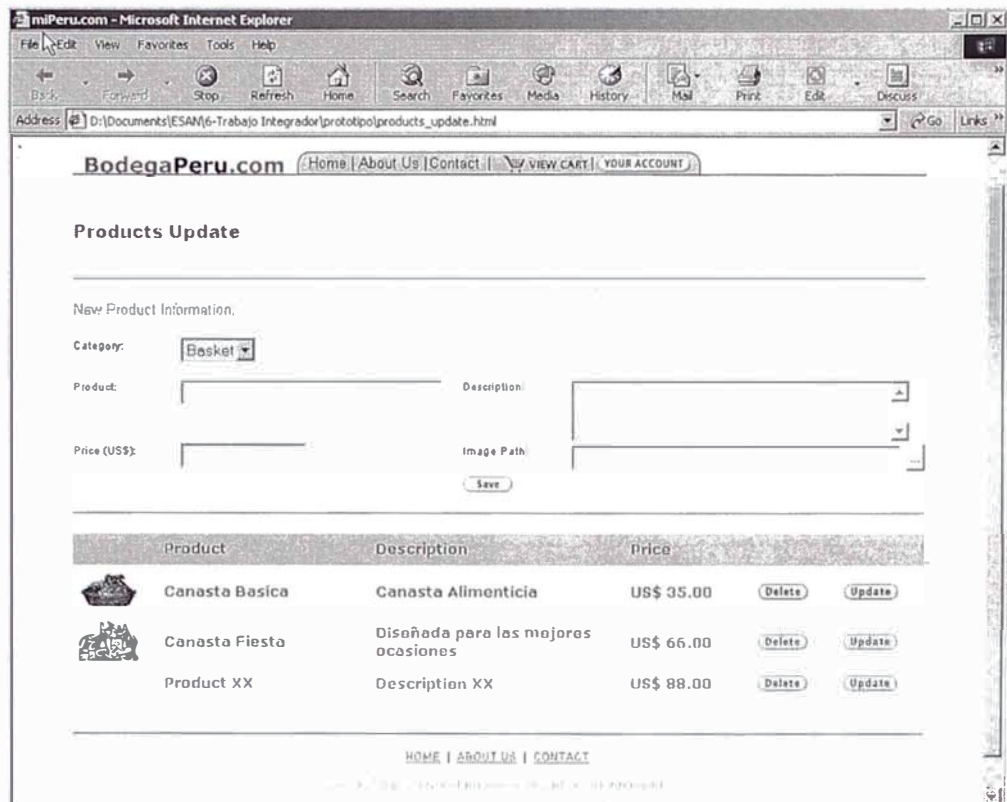 miPeru.com - Microsoft Internet Explorer
File Edit View Favorites Tools Help
Back Forward Stop Refresh Home Search Favorites Media History Mail Print Edit Discuss
Address D:\Documents\ESAN\6-Trabajo Integrador\prototipo\products_update.html Go Links
BodegaPeru.com Home | About Us | Contact | VIEW CART | YOUR ACCOUNT
Products Update
New Product Information.
Category: Basket
Product: Description:
Price (US$): Image Path: ...
Save
Product Description Price
Canasta Basica Canasta Alimenticia US$ 35.00 Delete Update
Canasta Fiesta Diseñada para las mejores ocasiones US$ 66.00 Delete Update
Product XX Description XX US$ 88.00 Delete Update
HOME | ABOUT US | CONTACT